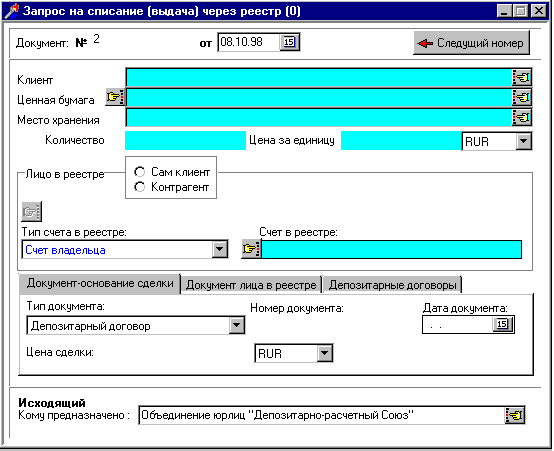 Запрос на списание (выдача) через реестр (0)
Документ: № 2 от 08.10.98 15 Следущий номер
Клиент
Ценная бумага
Место хранения
Количество Цена за единицу RUR
Лицо в реестре
Сам клиент
Контрагент
Тип счета в реестре: Счет в реестре:
Счет владельца
Документ-основание сделки Документ лица в реестре Депозитарные договоры
Тип документа: Номер документа: Дата документа:
Депозитарный договор . . 15
Цена сделки: RUR
Исходящий
Кому предназначено : Объединение юрлиц "Депозитарно-расчетный Союз"